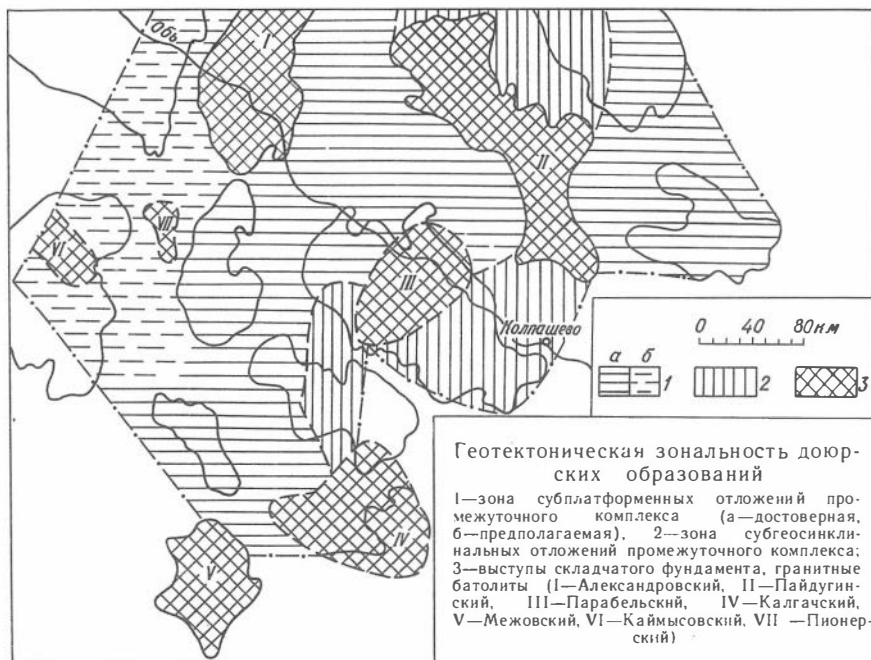 Обь
I
II
VII
VI
III
Колпашево
0 40 80 км
а б
1 2 3
IV
V
Геотектоническая зональность доюр-
ских образований
1—зона субплатформенных отложений про-
межуточного комплекса (а—достоверная,
б—предполагаемая), 2—зона субгеосинкли-
нальных отложений промежуточного комплекса;
3—выступы складчатого фундамента, гранитные
батолиты (I—Александровский, II—Пайдугин-
ский, III—Парабельский, IV—Калгачский,
V—Межовский, VI—Каймысовский, VII —Пионер-
ский)